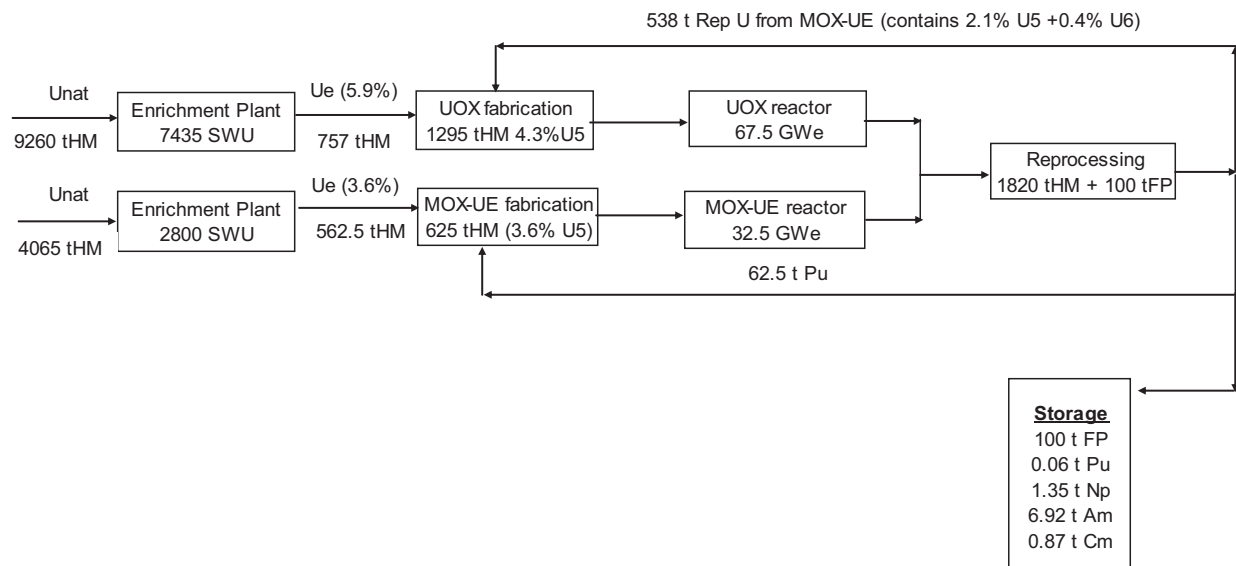 538 t Rep U from MOX-UE (contains 2.1% U5 +0.4% U6)
Unat
Enrichment Plant
7435 SWU
Ue (5.9%)
UOX fabrication
1295 tHM 4.3%U5
UOX reactor
67.5 GWe
9260 tHM
757 tHM
Reprocessing
1820 tHM + 100 tFP
Unat
Enrichment Plant
2800 SWU
Ue (3.6%)
MOX-UE fabrication
625 tHM (3.6% U5)
MOX-UE reactor
32.5 GWe
4065 tHM
562.5 tHM
62.5 t Pu
Storage
100 t FP
0.06 t Pu
1.35 t Np
6.92 t Am
0.87 t Cm